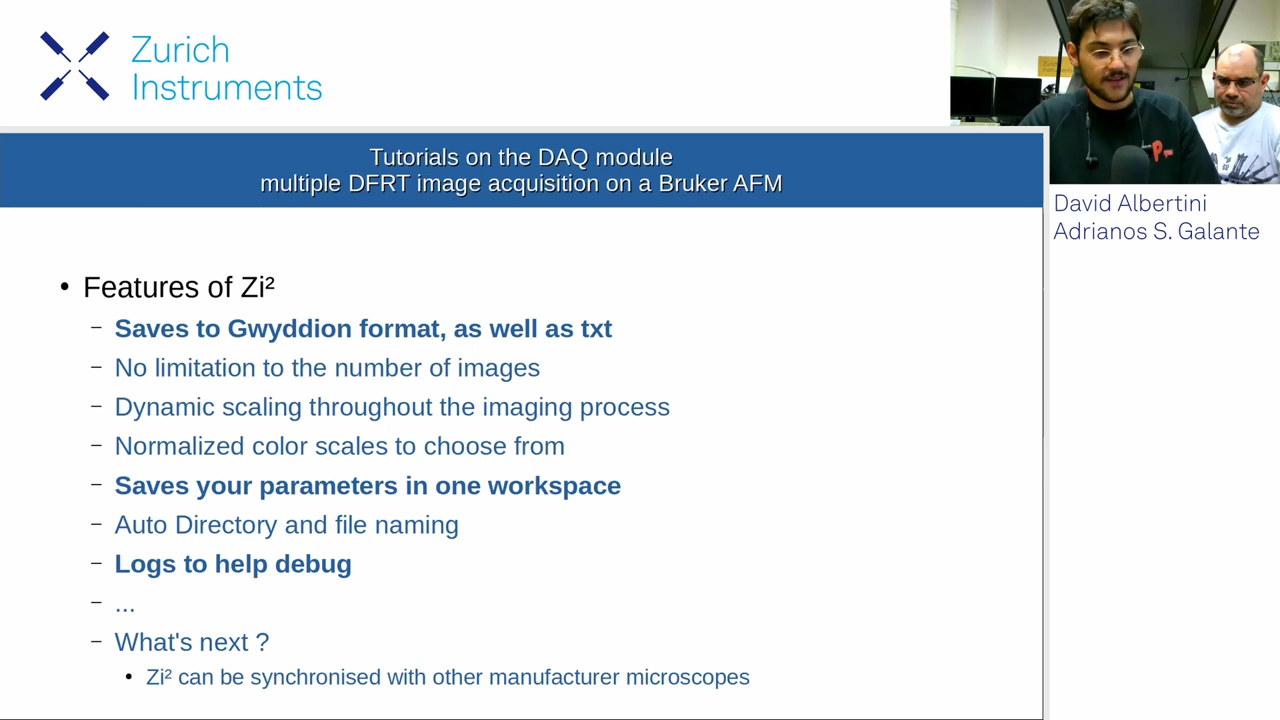 Zurich
Instruments
Tutorials on the DAQ module
multiple DFRT image acquisition on a Bruker AFM
David Albertini
Adrianos S. Galante
• Features of Zi²
– Saves to Gwyddion format, as well as txt
– No limitation to the number of images
– Dynamic scaling throughout the imaging process
– Normalized color scales to choose from
– Saves your parameters in one workspace
– Auto Directory and file naming
– Logs to help debug
– ...
– What's next ?
• Zi² can be synchronised with other manufacturer microscopes